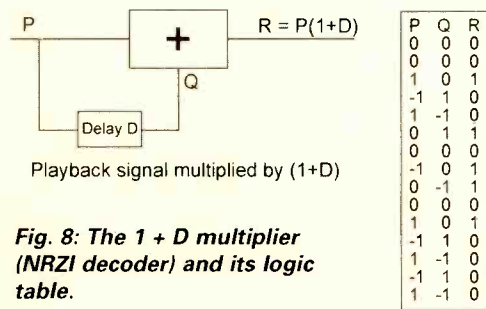 P
+
R = P(1+D)
Q
Delay D
Playback signal multiplied by (1+D)
Fig. 8: The 1 + D multiplier
(NRZI decoder) and its logic
table.
P Q R
0 0 0
0 0 0
1 0 1
-1 1 0
1 -1 0
0 1 1
0 0 0
-1 0 1
0 -1 1
0 0 0
1 0 1
-1 1 0
1 -1 0
-1 1 0
1 -1 0